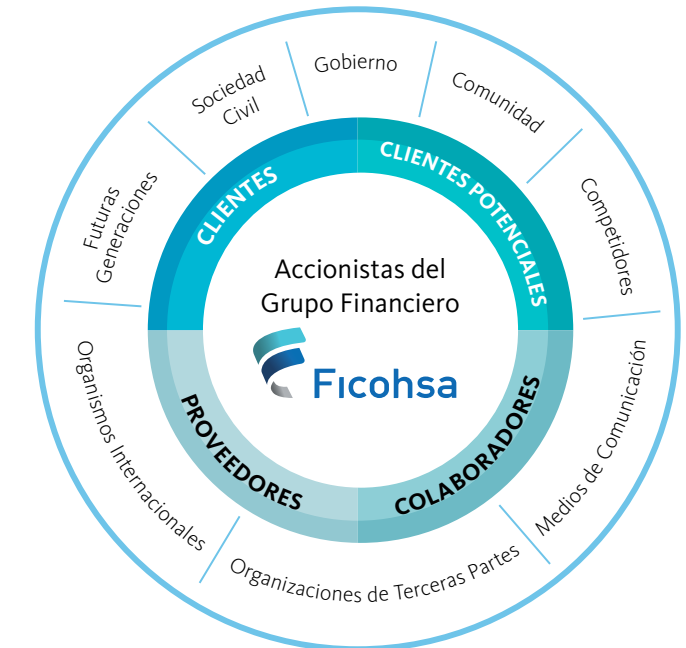 Gobierno
Comunidad
Competidores
Medios de Comunicación
Organizaciones de Terceras Partes
Organismos Internacionales
Futuras
Generaciones
Sociedad
Civil
CLIENTES
CLIENTES POTENCIALES
COLABORADORES
PROVEEDORES
Accionistas del
Grupo Financiero
Ficohsa